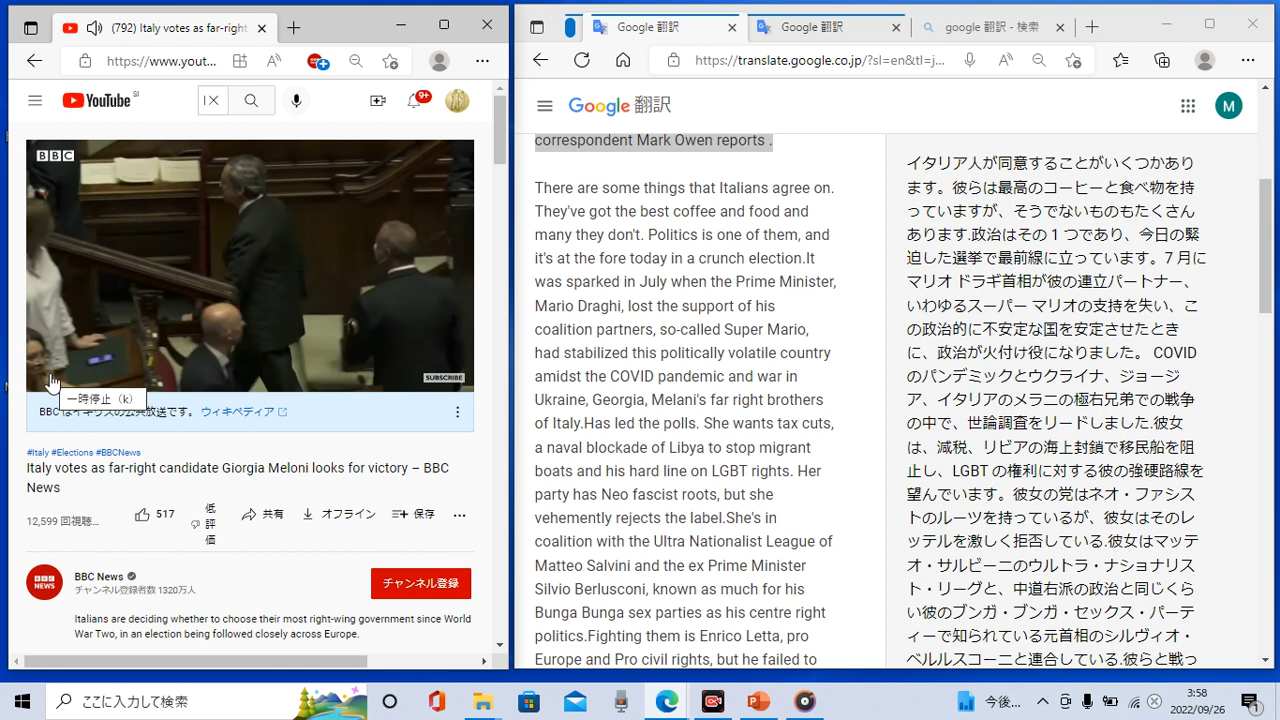 (792) Italy votes as far-right
https://www.yout...
YouTube SI
9+
BBC
SUBSCRIBE
一時停止（k）
BBC はイギリスの公共放送です。 ウィキペディア
#Italy #Elections #BBCNews
Italy votes as far-right candidate Giorgia Meloni looks for victory – BBC
News
12,599 回視聴...
517
低評価
共有
オフライン
保存
BBC NEWS
BBC News
チャンネル登録者数 1320万人
チャンネル登録
Italians are deciding whether to choose their most right-wing government since World
War Two, in an election being followed closely across Europe.
Google 翻訳
Google 翻訳
google 翻訳 - 検索
https://translate.google.co.jp/?sl=en&tl=j...
Google 翻訳
M
correspondent Mark Owen reports .
There are some things that Italians agree on.
They've got the best coffee and food and
many they don't. Politics is one of them, and
it's at the fore today in a crunch election.It
was sparked in July when the Prime Minister,
Mario Draghi, lost the support of his
coalition partners, so-called Super Mario,
had stabilized this politically volatile country
amidst the COVID pandemic and war in
Ukraine, Georgia, Melani's far right brothers
of Italy.Has led the polls. She wants tax cuts,
a naval blockade of Libya to stop migrant
boats and his hard line on LGBT rights. Her
party has Neo fascist roots, but she
vehemently rejects the label.She's in
coalition with the Ultra Nationalist League of
Matteo Salvini and the ex Prime Minister
Silvio Berlusconi, known as much for his
Bunga Bunga sex parties as his centre right
politics.Fighting them is Enrico Letta, pro
Europe and Pro civil rights, but he failed to
イタリア人が同意することがいくつかあり
ます。彼らは最高のコーヒーと食べ物を持
っていますが、そうでないものもたくさん
あります.政治はその 1 つであり、今日の緊
迫した選挙で最前線に立っています。7 月に
マリオ ドラギ首相が彼の連立パートナー、
いわゆるスーパー マリオの支持を失い、こ
の政治的に不安定な国を安定させたとき
に、政治が火付け役になりました。 COVID
のパンデミックとウクライナ、ジョージ
ア、イタリアのメラニの極右兄弟での戦争
の中で、世論調査をリードしました.彼女
は、減税、リビアの海上封鎖で移民船を阻
止し、LGBT の権利に対する彼の強硬路線を
望んでいます。彼女の党はネオ・ファシス
トのルーツを持っているが、彼女はそのレ
ッテルを激しく拒否している.彼女はマッテ
オ・サルビーニのウルトラ・ナショナリス
ト・リーグと、中道右派の政治と同じくら
い彼のブンガ・ブンガ・セックス・パーテ
ィーで知られている元首相のシルヴィオ・
ベルルスコーニと連合している.彼らと戦っ
ここに入力して検索
今後...
3:58
2022/09/26
1